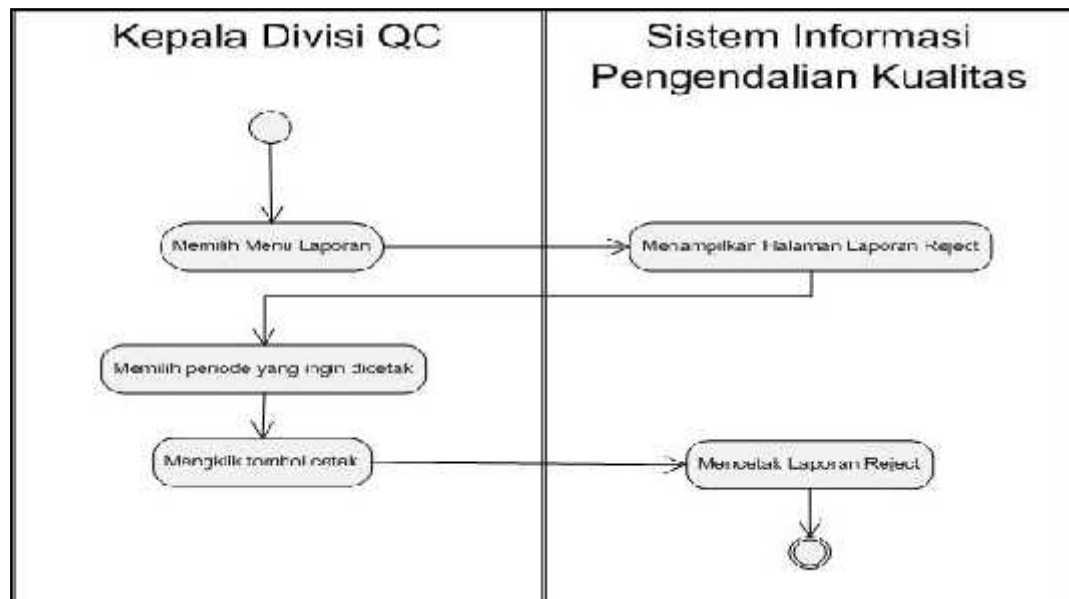 Kepala Divisi QC
Sistem Informasi
Pengendalian Kualitas
Memilih Menu Laporan
Menampilkan Halaman Laporan Reject
Memilih periode yang ingin dicetak
Mengklik tombol cetak
Mencetak Laporan Reject